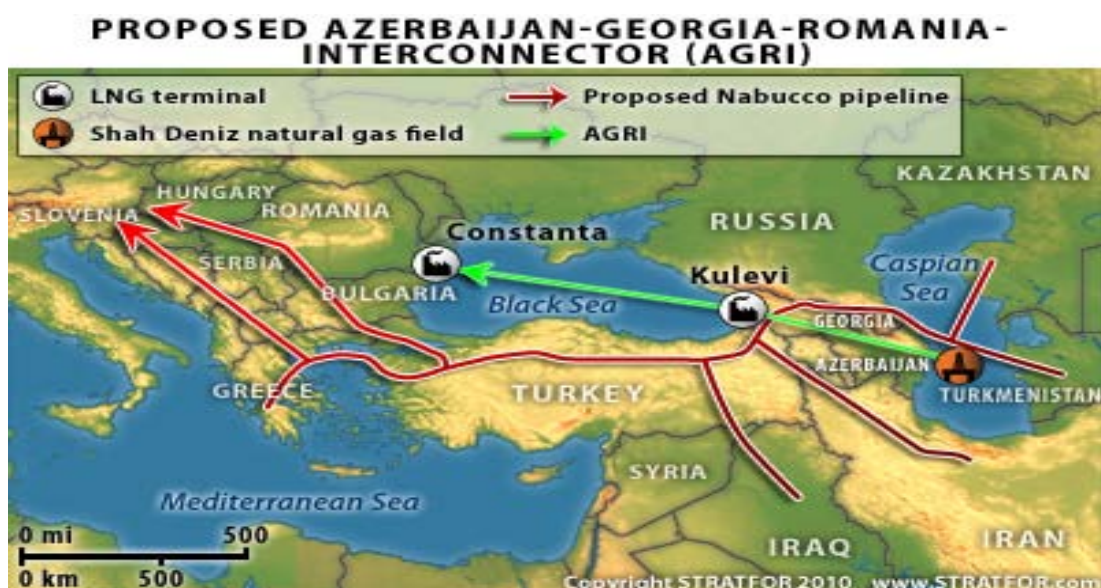 PROPOSED AZERBAIJAN-GEORGIA-ROMANIA-
INTERCONNECTOR (AGRI)
LNG terminal
Proposed Nabucco pipeline
Shah Deniz natural gas field
AGRI
KAZAKHSTAN
HUNGARY
SLOVENIA
ROMANIA
RUSSIA
Constanta
SERBIA
Kulevi
Caspian
Sea
BULGARIA
Black Sea
GEORGIA
AZERBAIJAN
GREECE
TURKEY
TURKMENISTAN
SYRIA
Mediterranean Sea
0 mi 500
IRAQ
IRAN
0 km 500
Copyright STRATFOR 2010 www.STRATFOR.com